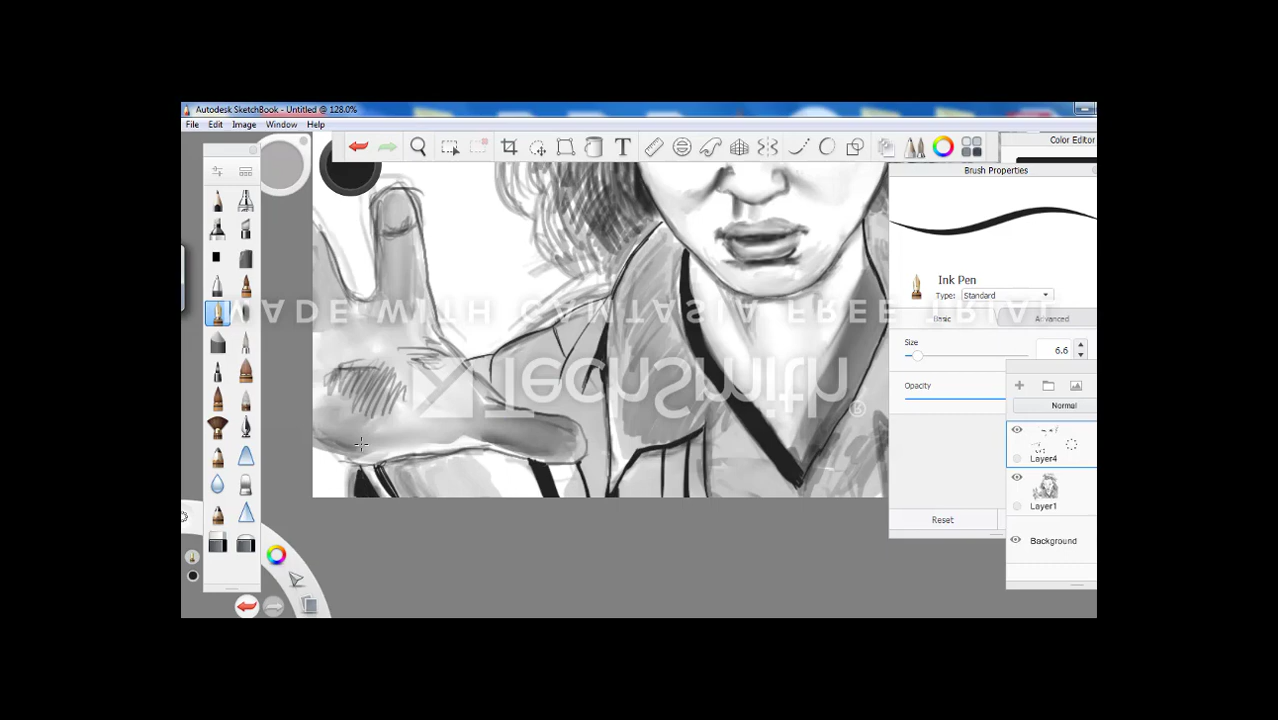 Autodesk SketchBook - Untitled @ 128.0%
File Edit Image Window Help
Color Editor
Brush Properties
T
Ink Pen
Type: Standard
MADE WITH CAMTASIA FREE TRIAL
Basic Advanced
Size
6.6
TechSmith®
Opacity
Normal
Layer4
Layer1
Reset
Background